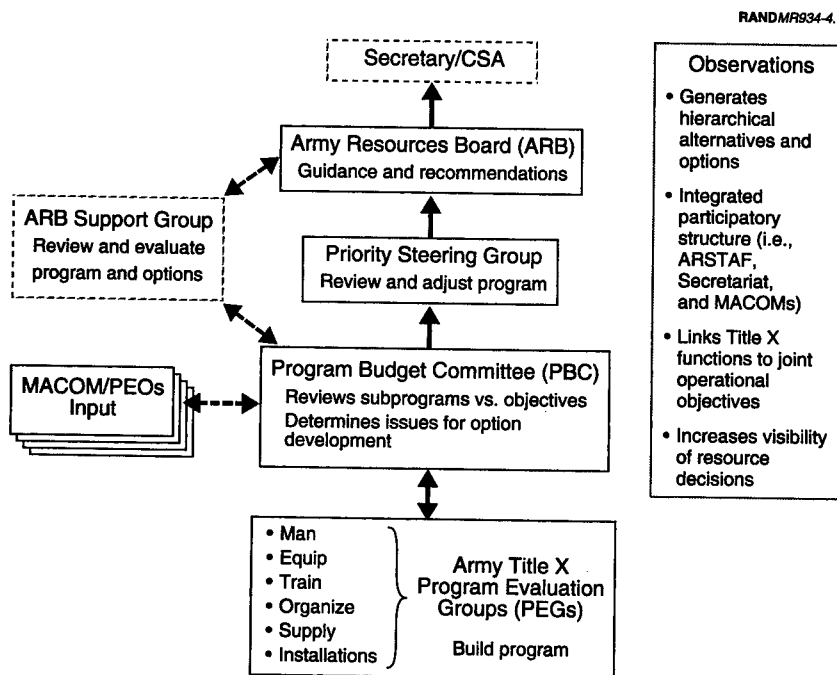 RANDMR934-4.
Secretary/CSA
Army Resources Board (ARB)
Guidance and recommendations
ARB Support Group
Review and evaluate
program and options
Priority Steering Group
Review and adjust program
MACOM/PEOs
Input
Program Budget Committee (PBC)
Reviews subprograms vs. objectives
Determines issues for option
development
• Man
• Equip
• Train
• Organize
• Supply
• Installations
Army Title X
Program Evaluation
Groups (PEGs)
Build program
Observations
• Generates
hierarchical
alternatives and
options
• Integrated
participatory
structure (i.e.,
ARSTAF,
Secretariat,
and MACOMs)
• Links Title X
functions to joint
operational
objectives
• Increases visibility
of resource
decisions